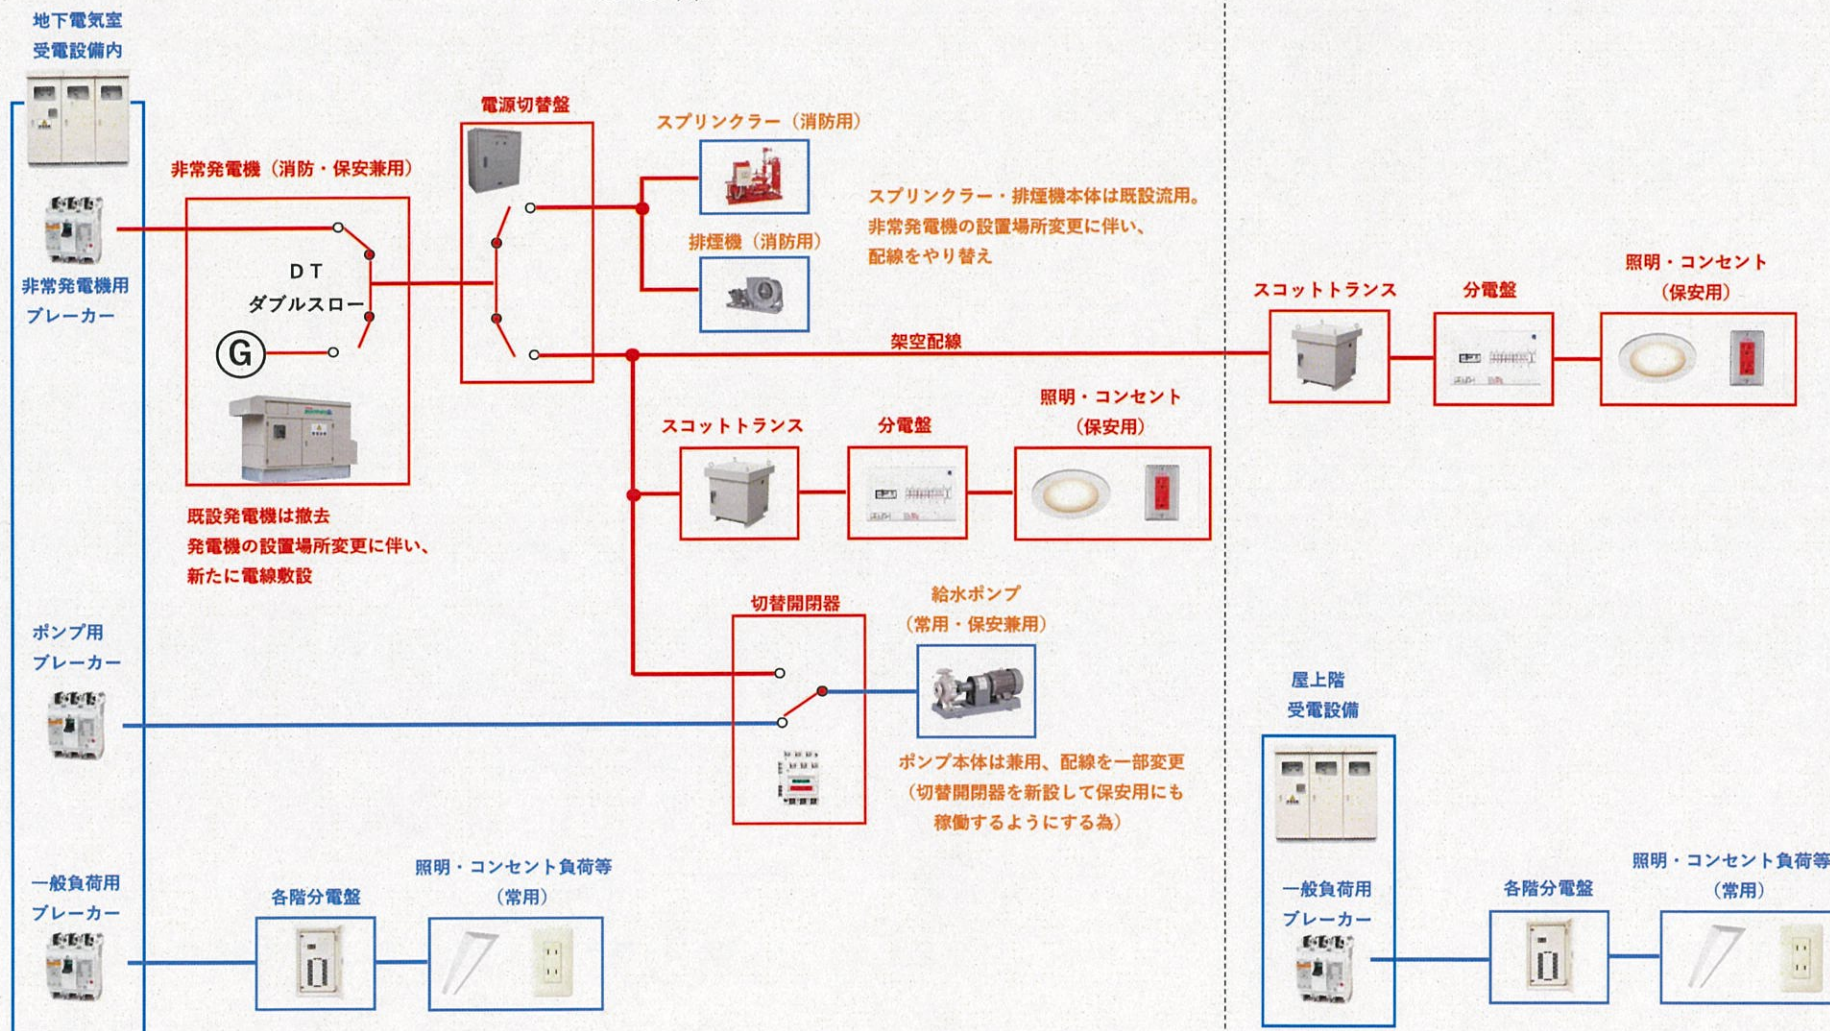 地下電気室
受電設備内
非常発電機用
ブレーカー
ポンプ用
ブレーカー
一般負荷用
ブレーカー
非常発電機（消防・保安兼用）
DT
ダブルスロー
G
既設発電機は撤去
発電機の設置場所変更に伴い、
新たに電線敷設
電源切替盤
スプリンクラー（消防用）
排煙機（消防用）
スプリンクラー・排煙機本体は既設流用。
非常発電機の設置場所変更に伴い、
配線をやり替え
架空配線
スコットトランス
分電盤
照明・コンセント
（保安用）
スコットトランス
分電盤
照明・コンセント
（保安用）
切替開閉器
給水ポンプ
（常用・保安兼用）
ポンプ本体は兼用、配線を一部変更
（切替開閉器を新設して保安用にも
稼働するようにする為）
各階分電盤
照明・コンセント負荷等
（常用）
屋上階
受電設備
一般負荷用
ブレーカー
各階分電盤
照明・コンセント負荷等
（常用）